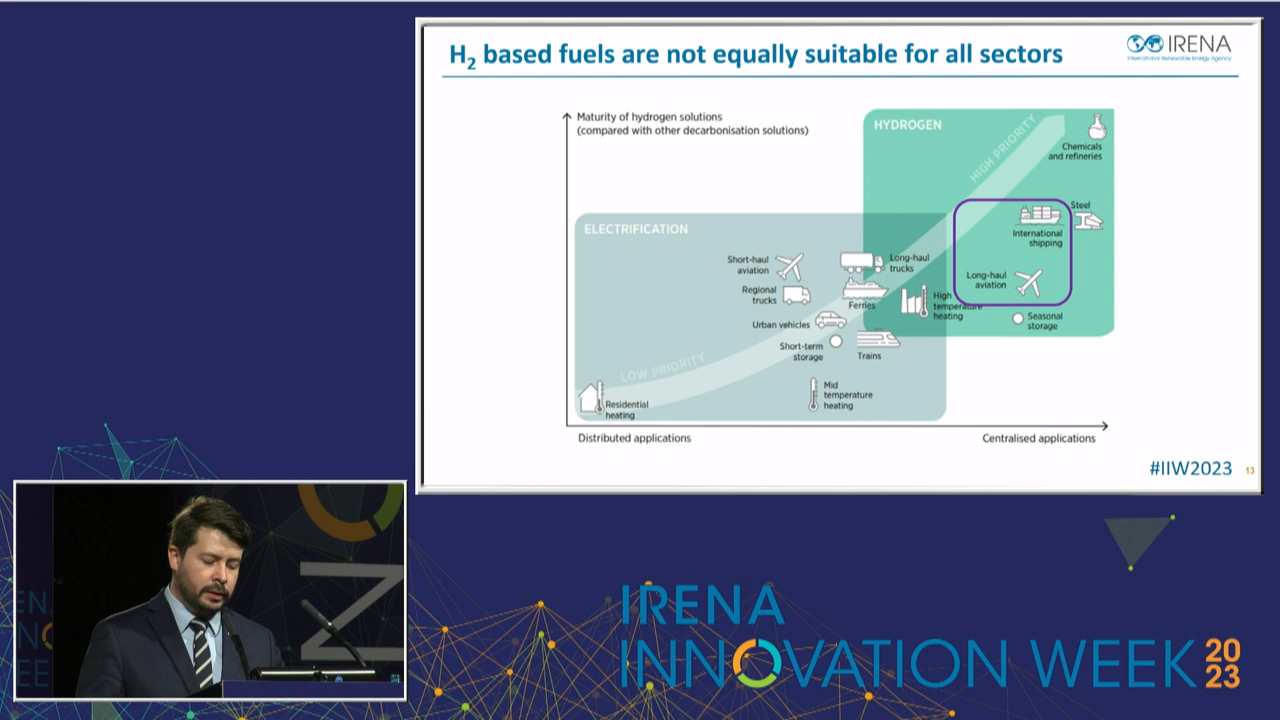 H2 based fuels are not equally suitable for all sectors
IRENA
International Renewable Energy Agency
Maturity of hydrogen solutions
(compared with other decarbonisation solutions)
HYDROGEN
HIGH PRIORITY
Chemicals
and refineries
Steel
International
shipping
ELECTRIFICATION
Short-haul
aviation
Long-haul
trucks
Long-haul
aviation
Regional
trucks
Ferries
High
temperature
heating
Urban vehicles
Seasonal
storage
Short-term
storage
Trains
LOW PRIORITY
Residential
heating
Mid
temperature
heating
Distributed applications
Centralised applications
#IIW2023
13
IRENA
INNOVATION WEEK
20
23